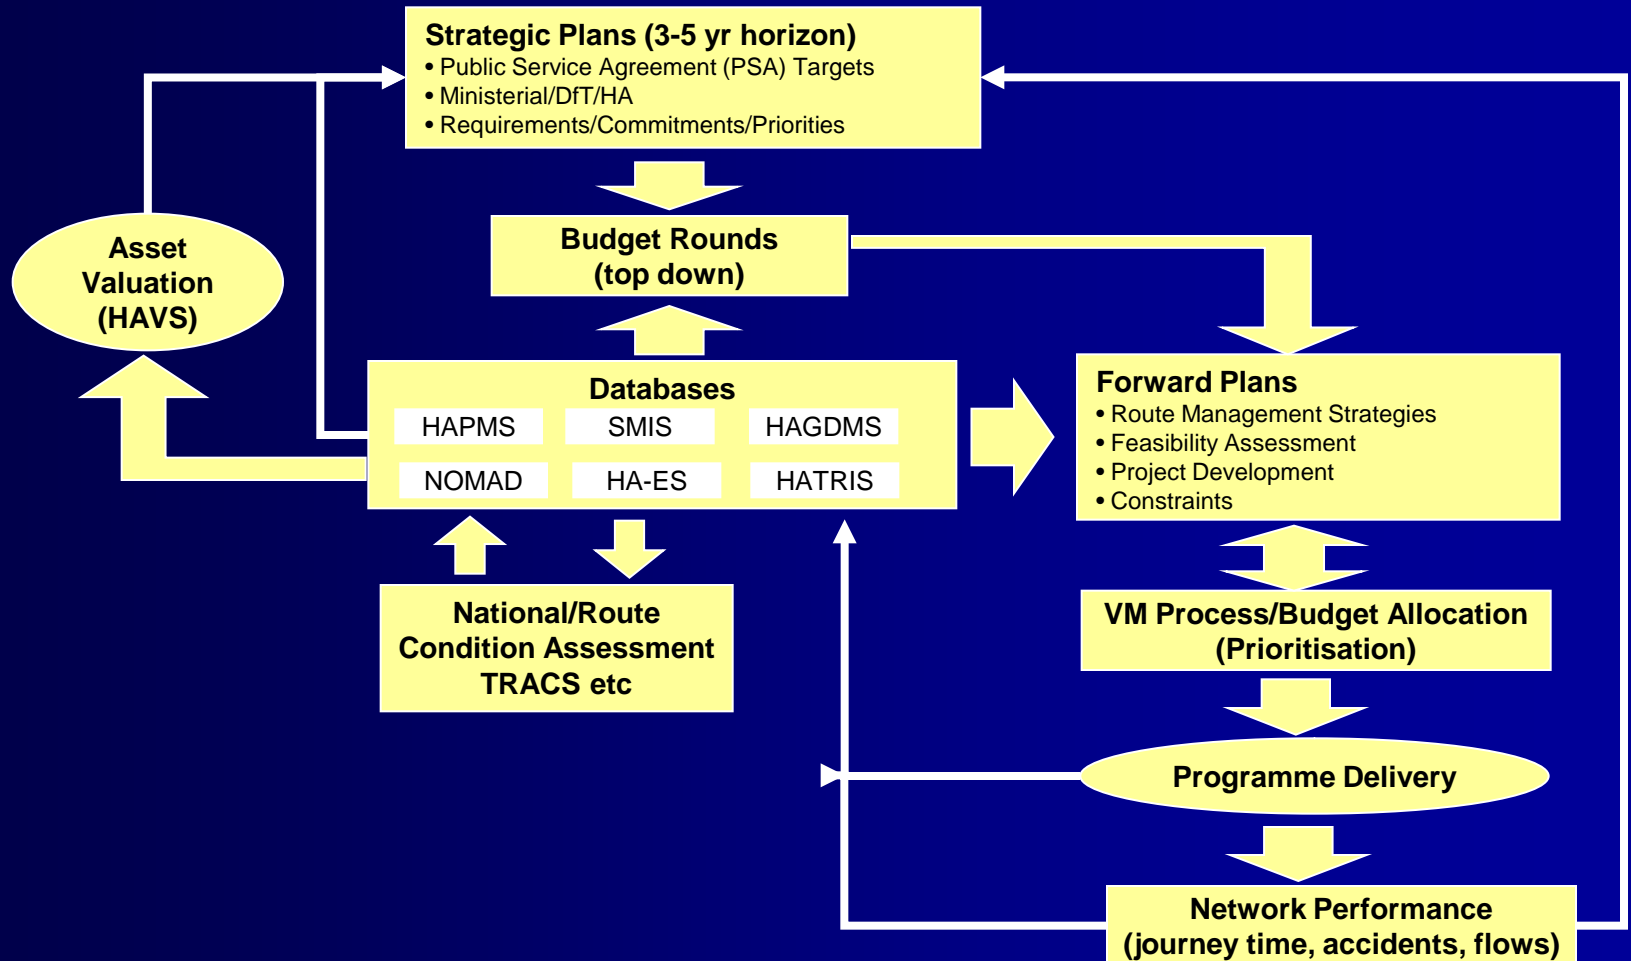 Strategic Plans (3-5 yr horizon)
• Public Service Agreement (PSA) Targets
• Ministerial/DfT/HA
• Requirements/Commitments/Priorities
Asset
Valuation
(HAVS)
Budget Rounds
(top down)
Databases
HAPMS SMIS HAGDMS
NOMAD HA-ES HATRIS
Forward Plans
• Route Management Strategies
• Feasibility Assessment
• Project Development
• Constraints
National/Route
Condition Assessment
TRACS etc
VM Process/Budget Allocation
(Prioritisation)
Programme Delivery
Network Performance
(journey time, accidents, flows)